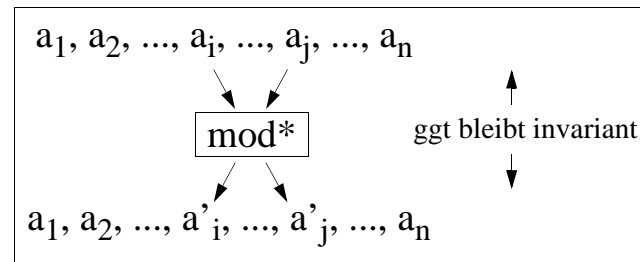 a₁, a₂, ..., aᵢ, ..., aⱼ, ..., aₙ
mod*
ggt bleibt invariant
a₁, a₂, ..., a’ᵢ, ..., a’ⱼ, ..., aₙ